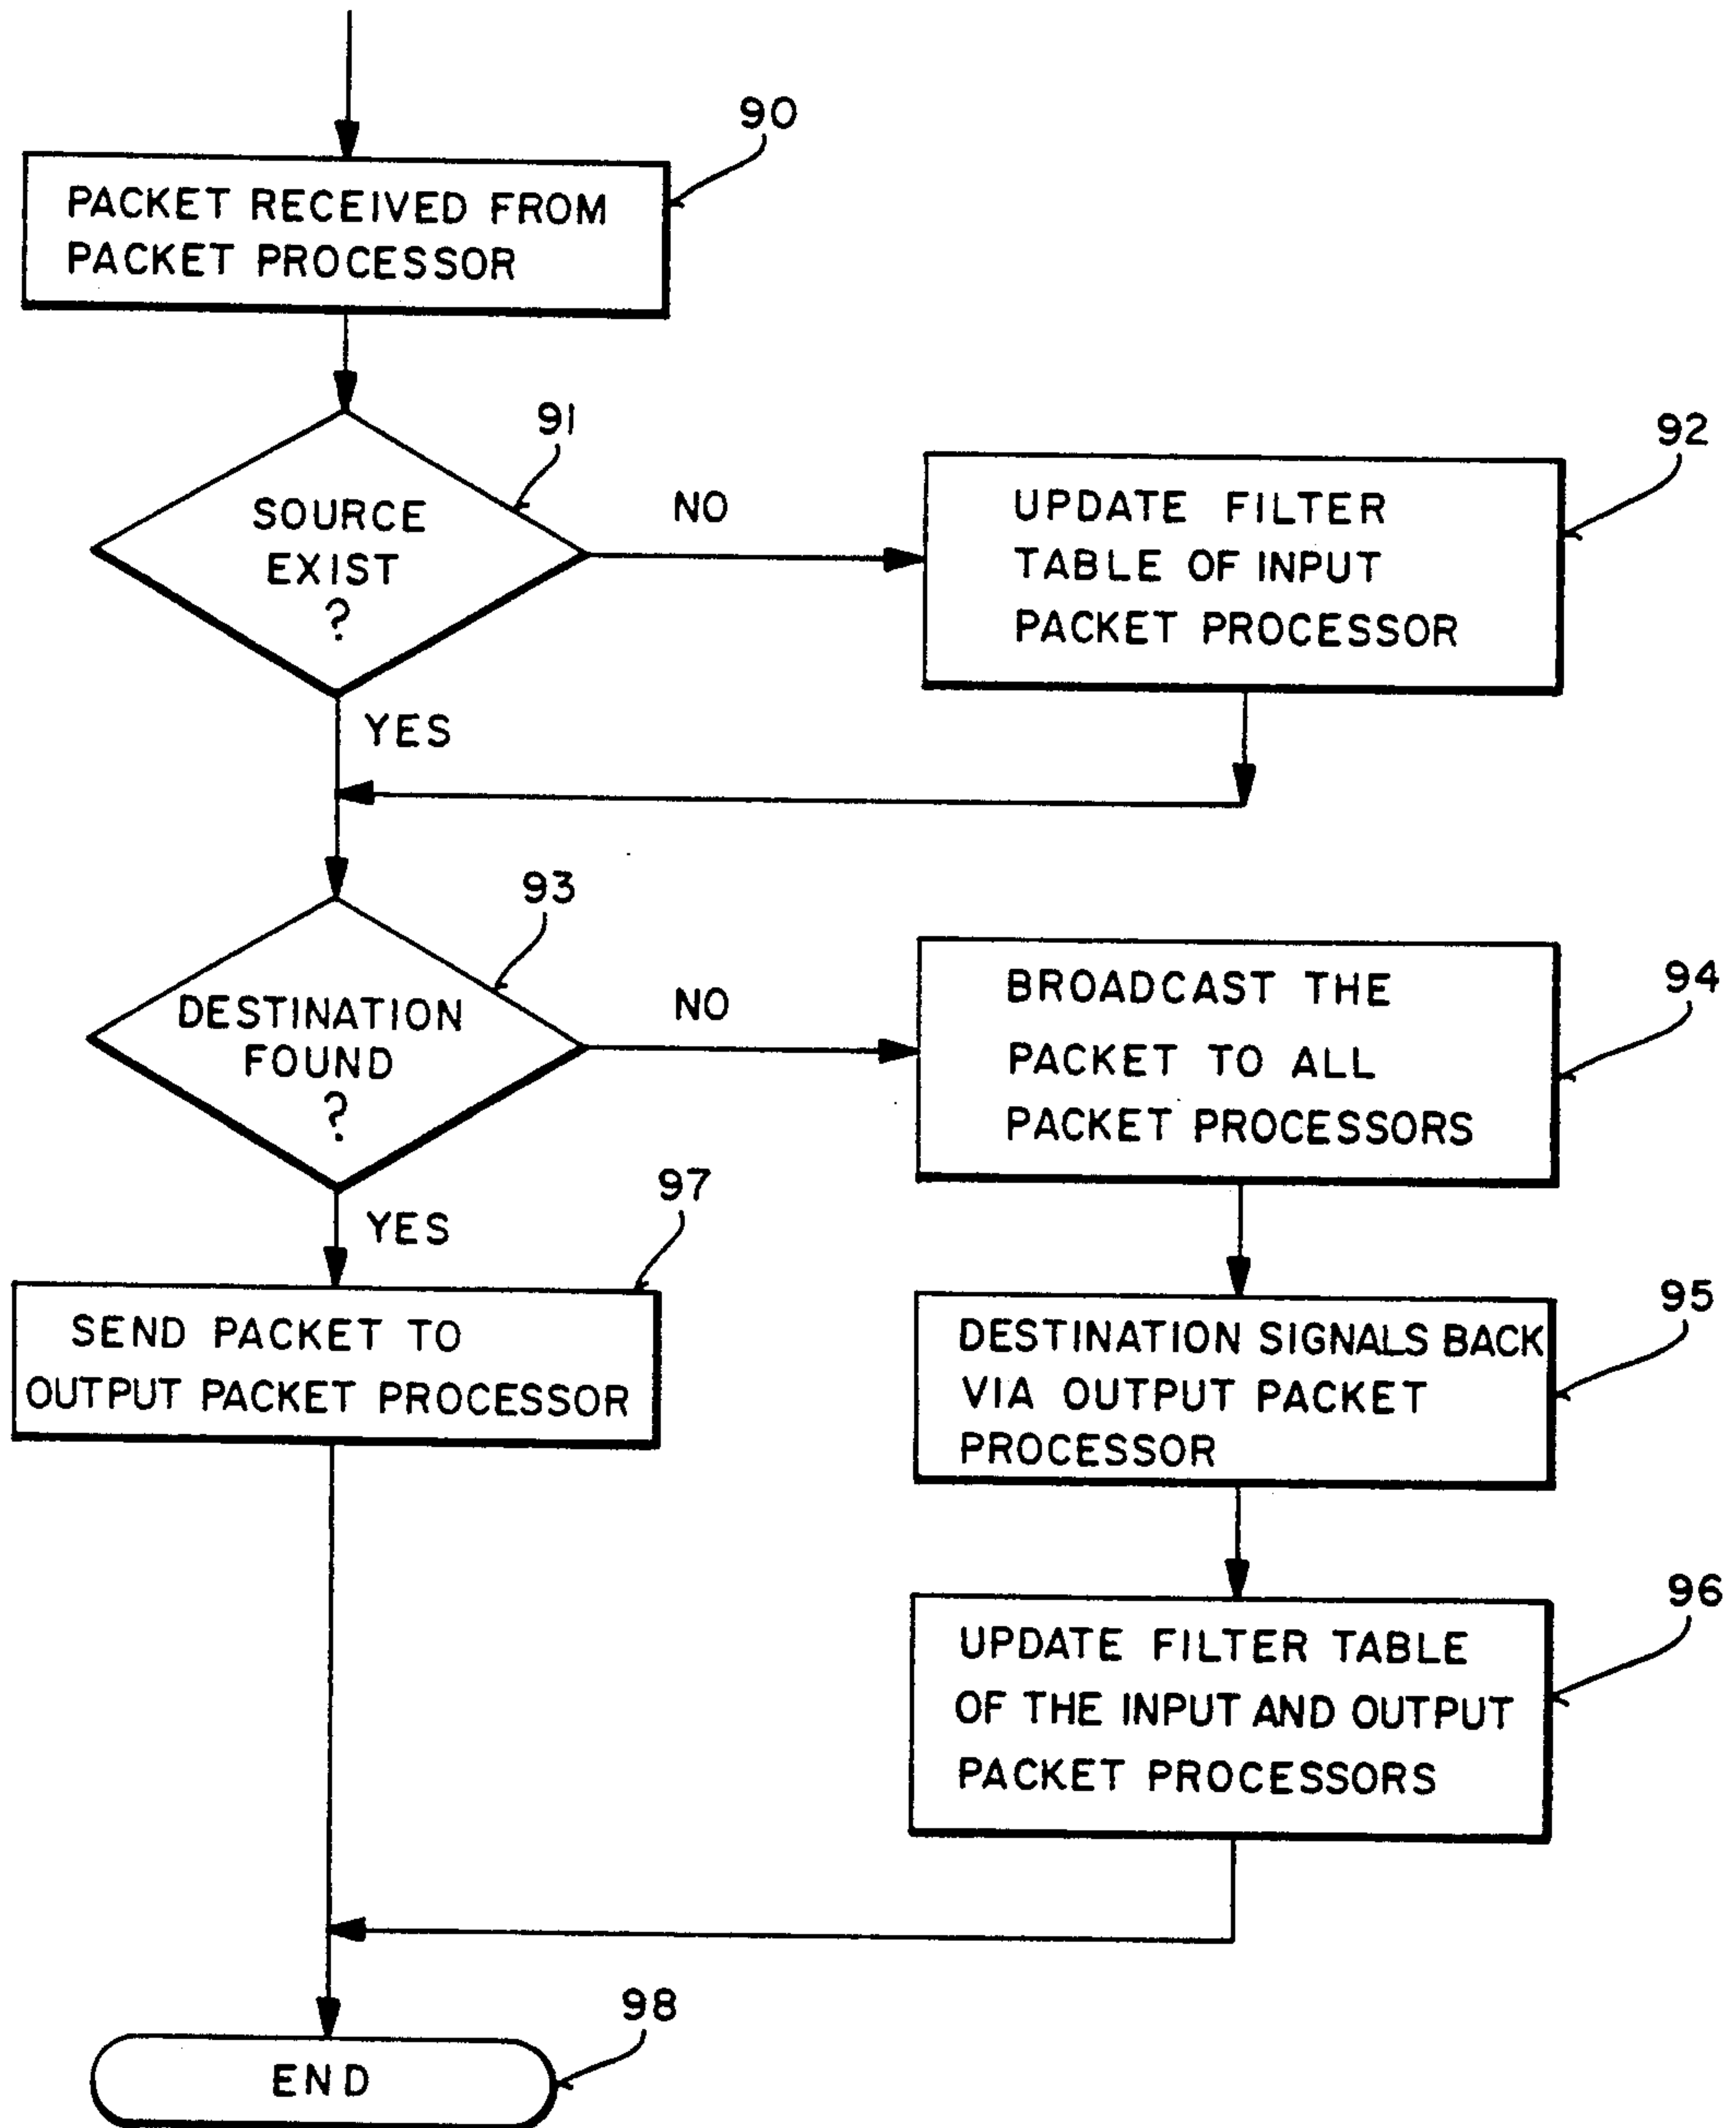 90
PACKET RECEIVED FROM
PACKET PROCESSOR
91
SOURCE
EXIST
?
NO
92
UPDATE FILTER
TABLE OF INPUT
PACKET PROCESSOR
YES
93
DESTINATION
FOUND
?
NO
94
BROADCAST THE
PACKET TO ALL
PACKET PROCESSORS
YES
97
SEND PACKET TO
OUTPUT PACKET PROCESSOR
95
DESTINATION SIGNALS BACK
VIA OUTPUT PACKET
PROCESSOR
96
UPDATE FILTER TABLE
OF THE INPUT AND OUTPUT
PACKET PROCESSORS
98
END